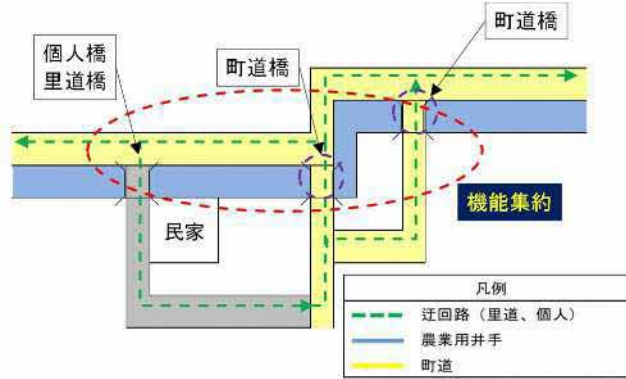 町道橋
個人橋
里道橋
町道橋
民家
機能集約
凡例
迂回路（里道、個人）
農業用井手
町道